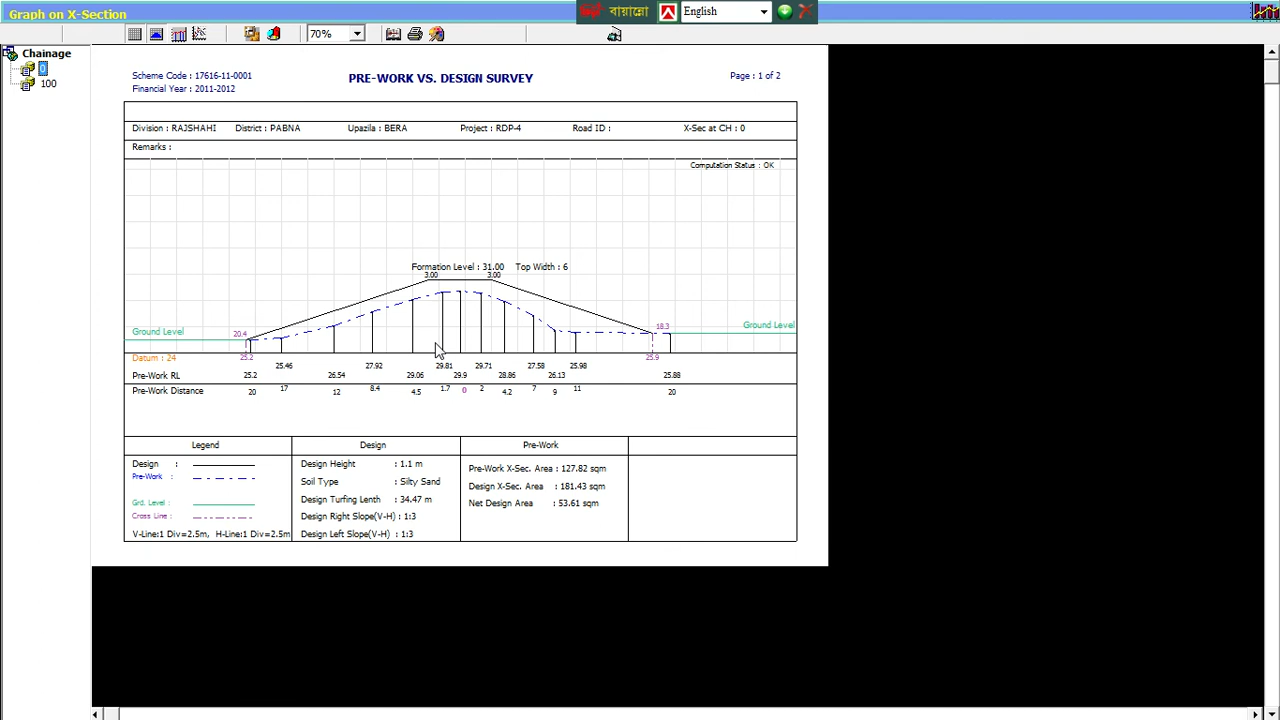 Graph on X-Section
বায়ান্নো
English
70%
Chainage
0
100
Scheme Code : 17616-11-0001
PRE-WORK VS. DESIGN SURVEY
Page : 1 of 2
Financial Year : 2011-2012
Division : RAJSHAHI District : PABNA Upazila : BERA Project : RDP-4 Road ID : X-Sec at CH : 0
Remarks :
Computation Status : OK
Formation Level : 31.00 Top Width : 6
3.00 3.00
Ground Level 20.4 18.3 Ground Level
Datum : 24 25.2 25.9
25.46 27.92 29.81 29.71 27.58 25.98
Pre-Work RL 25.2 26.54 29.06 29.9 28.86 26.13 25.88
Pre-Work Distance 20 17 12 8.4 4.5 1.7 0 2 4.2 7 9 11 20
Legend Design Pre-Work
Design : Design Height : 1.1 m Pre-Work X-Sec. Area : 127.82 sqm
Pre-Work : Soil Type : Silty Sand Design X-Sec. Area : 181.43 sqm
Grd. Level : Design Turfing Lenth : 34.47 m Net Design Area : 53.61 sqm
Cross Line : Design Right Slope(V-H) : 1:3
V-Line:1 Div=2.5m, H-Line:1 Div=2.5m Design Left Slope(V-H) : 1:3